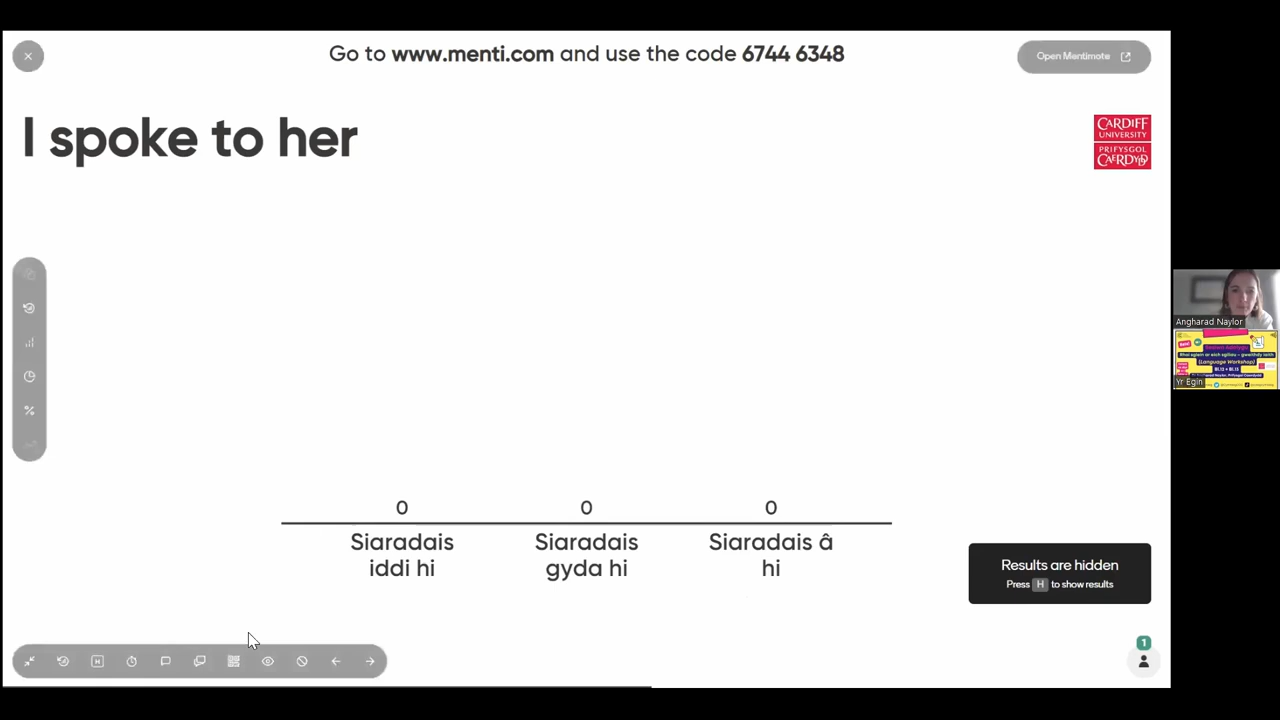 Go to www.menti.com and use the code 6744 6348
Open Mentimote
I spoke to her
CARDIFF
UNIVERSITY
PRIFYSGOL
CAERDYDD
Angharad Naylor
(Language Workshop)
Yr Egin
0 0 0
Siaradais
iddi hi
Siaradais
gyda hi
Siaradais â
hi
Results are hidden
Press H to show results
H
1